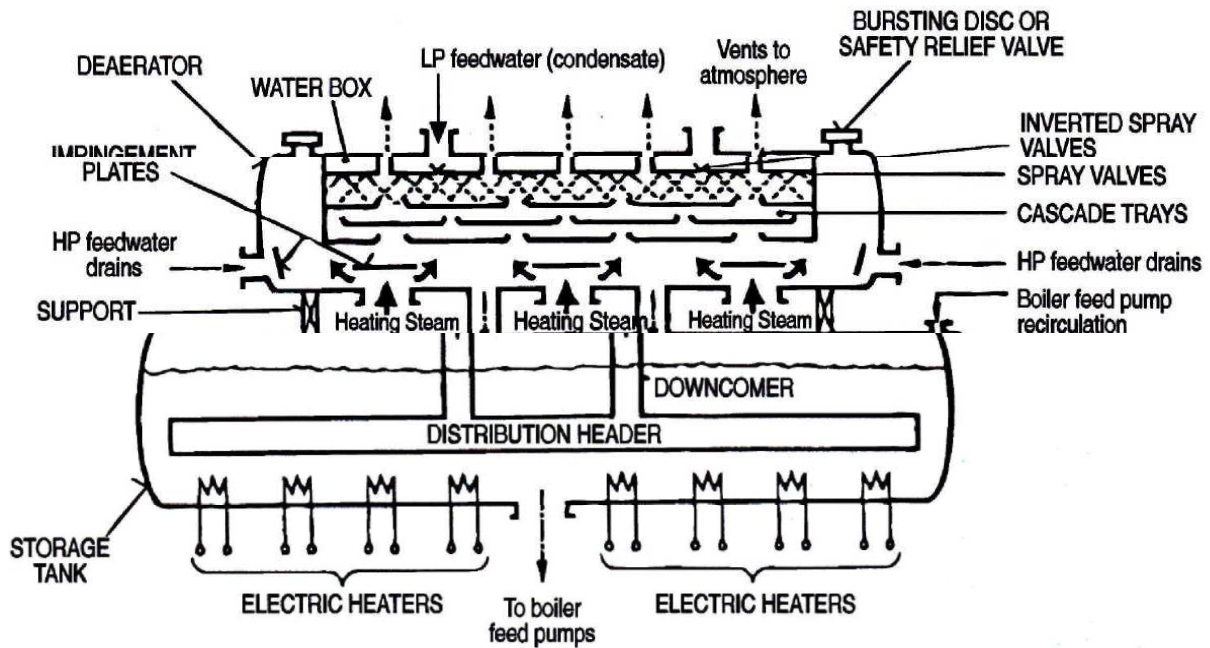 BURSTING DISC OR
SAFETY RELIEF VALVE
DEAERATOR
LP feedwater (condensate)
Vents to
atmosphere
WATER BOX
INVERTED SPRAY
VALVES
IMPINGEMENT
PLATES
SPRAY VALVES
CASCADE TRAYS
HP feedwater
drains
HP feedwater drains
SUPPORT
Heating Steam
Heating Steam
Heating Steam
Boiler feed pump
recirculation
DOWNCOMER
DISTRIBUTION HEADER
STORAGE
TANK
ELECTRIC HEATERS
To boiler
feed pumps
ELECTRIC HEATERS